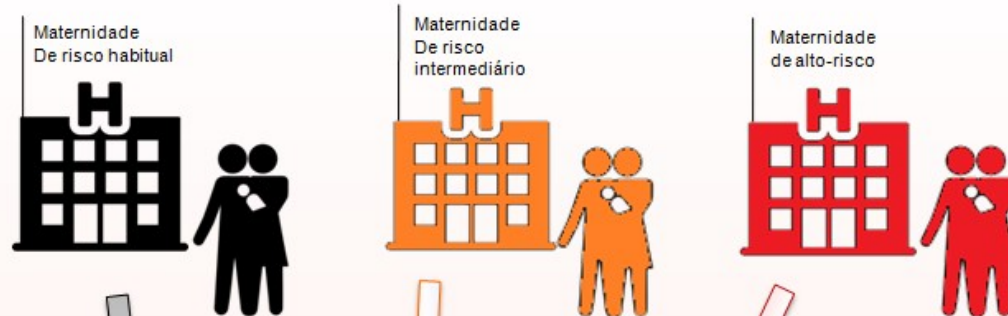 Maternidade
De risco habitual
Maternidade
De risco
intermediário
Maternidade
de alto-risco
H
H
H